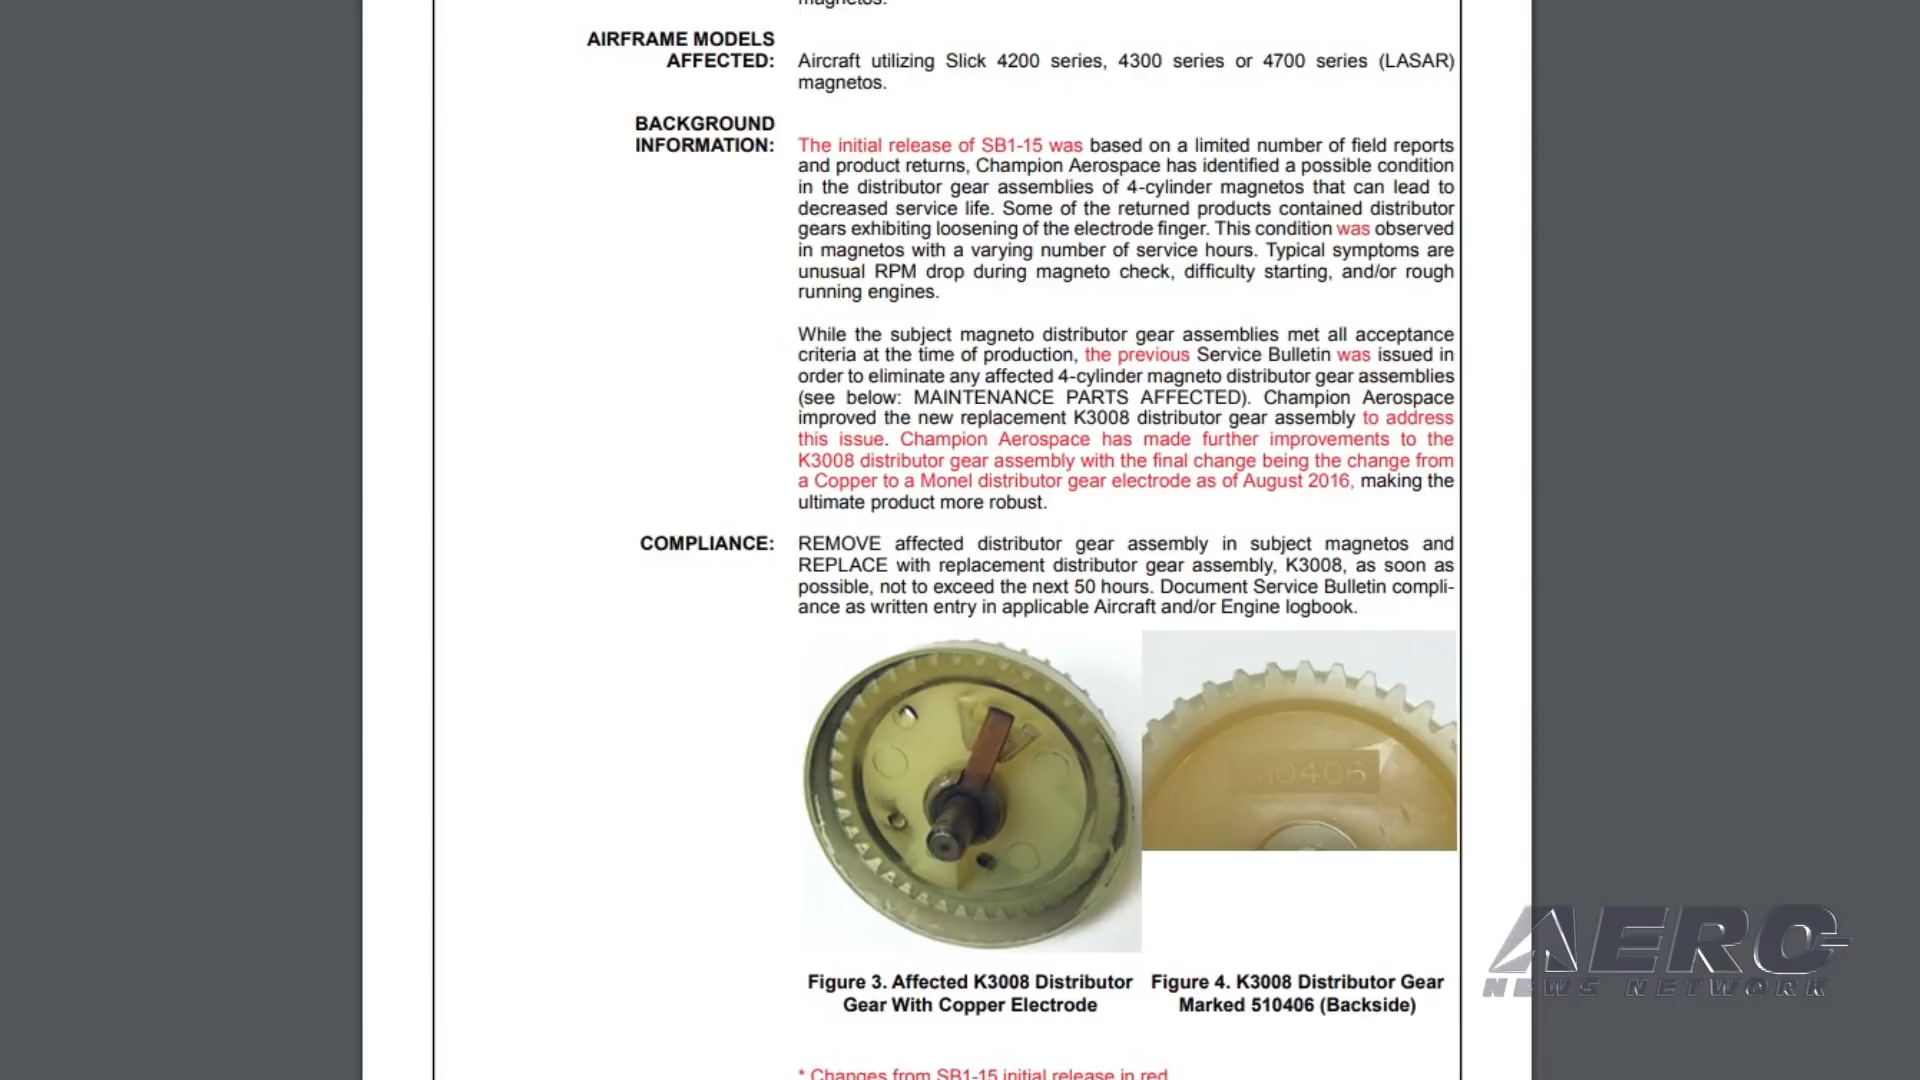 magnetos.
AIRFRAME MODELS
AFFECTED:
Aircraft utilizing Slick 4200 series, 4300 series or 4700 series (LASAR)
magnetos.
BACKGROUND
INFORMATION:
The initial release of SB1-15 was based on a limited number of field reports
and product returns, Champion Aerospace has identified a possible condition
in the distributor gear assemblies of 4-cylinder magnetos that can lead to
decreased service life. Some of the returned products contained distributor
gears exhibiting loosening of the electrode finger. This condition was observed
in magnetos with a varying number of service hours. Typical symptoms are
unusual RPM drop during magneto check, difficulty starting, and/or rough
running engines.
While the subject magneto distributor gear assemblies met all acceptance
criteria at the time of production, the previous Service Bulletin was issued in
order to eliminate any affected 4-cylinder magneto distributor gear assemblies
(see below: MAINTENANCE PARTS AFFECTED). Champion Aerospace
improved the new replacement K3008 distributor gear assembly to address
this issue. Champion Aerospace has made further improvements to the
K3008 distributor gear assembly with the final change being the change from
a Copper to a Monel distributor gear electrode as of August 2016, making the
ultimate product more robust.
COMPLIANCE:
REMOVE affected distributor gear assembly in subject magnetos and
REPLACE with replacement distributor gear assembly, K3008, as soon as
possible, not to exceed the next 50 hours. Document Service Bulletin compli-
ance as written entry in applicable Aircraft and/or Engine logbook.
10406
Figure 3. Affected K3008 Distributor
Gear With Copper Electrode
Figure 4. K3008 Distributor Gear
Marked 510406 (Backside)
* Changes from SB1-15 initial release in red
AERO
NEWS NETWORK